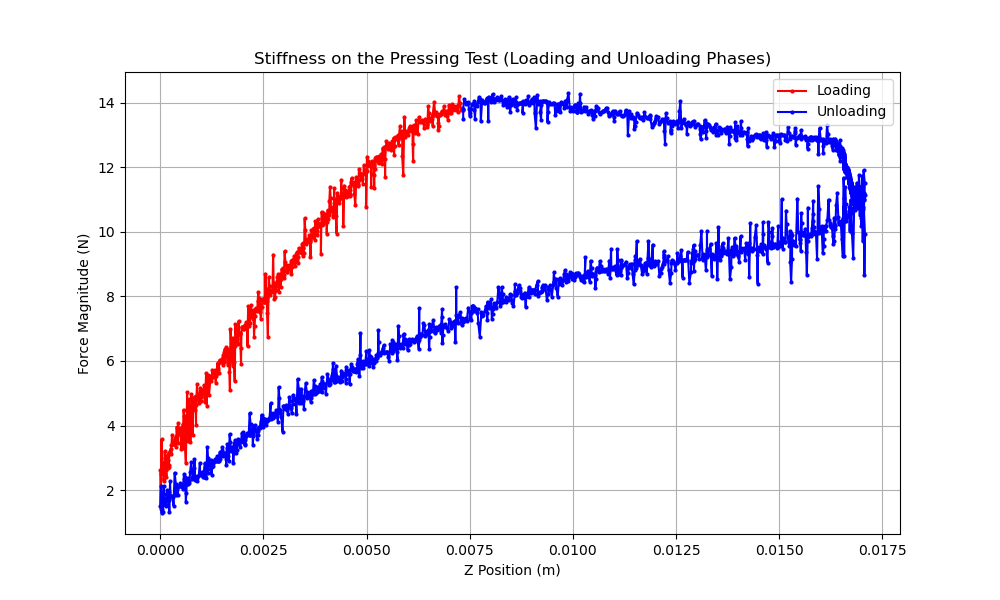 Stiffness on the Pressing Test (Loading and Unloading Phases)
Loading
Unloading
Force Magnitude (N)
14
12
10
8
6
4
2
0.0000 0.0025 0.0050 0.0075 0.0100 0.0125 0.0150 0.0175
Z Position (m)